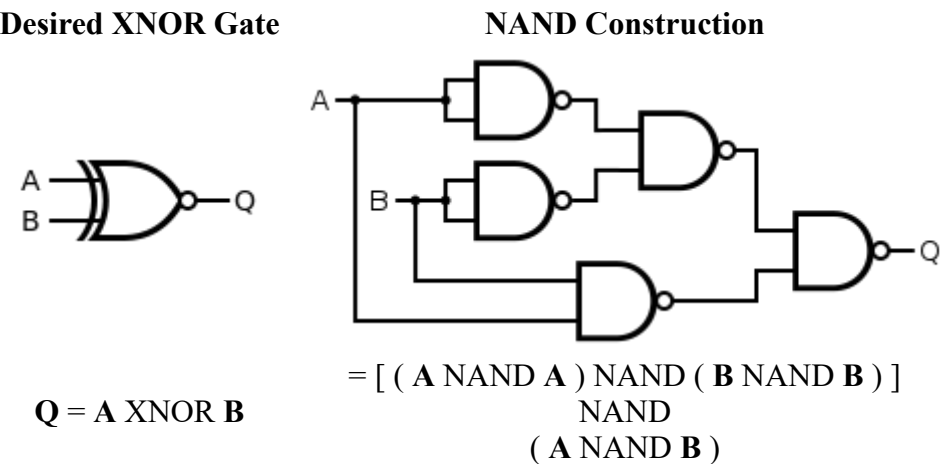 Desired XNOR Gate
NAND Construction
A
B
Q
A
B
Q
Q = A XNOR B
= [ ( A NAND A ) NAND ( B NAND B ) ]
NAND
( A NAND B )